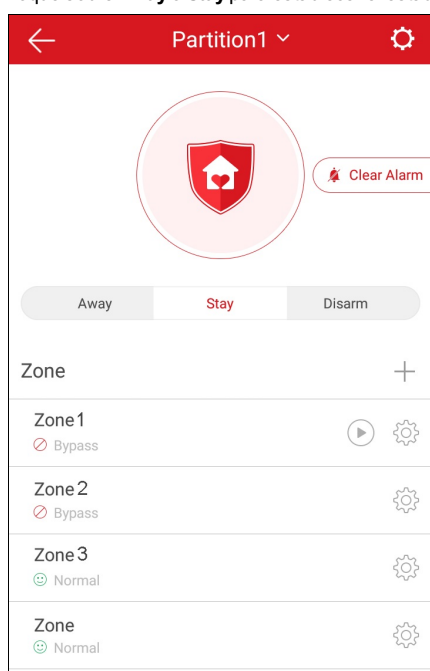 Partition1
Clear Alarm
Away Stay Disarm
Zone
Zone1
Bypass
Zone2
Bypass
Zone3
Normal
Zone
Normal